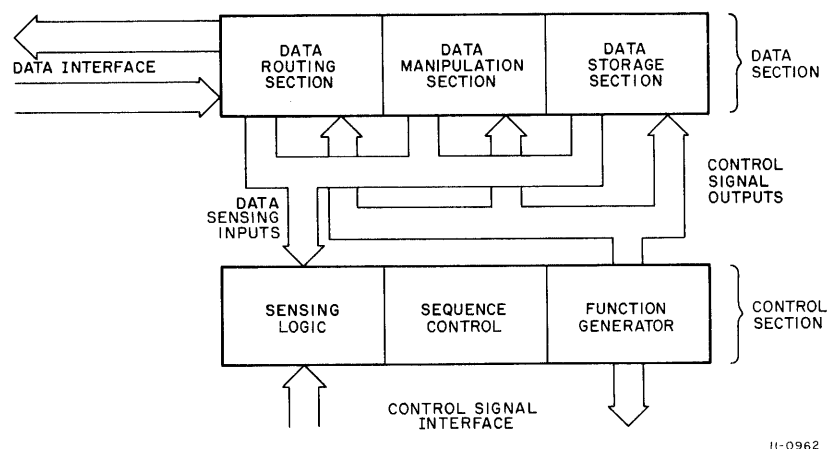 DATA INTERFACE
DATA
ROUTING
SECTION
DATA
MANIPULATION
SECTION
DATA
STORAGE
SECTION
DATA
SECTION
DATA
SENSING
INPUTS
CONTROL
SIGNAL
OUTPUTS
SENSING
LOGIC
SEQUENCE
CONTROL
FUNCTION
GENERATOR
CONTROL
SECTION
CONTROL SIGNAL
INTERFACE
11-0962